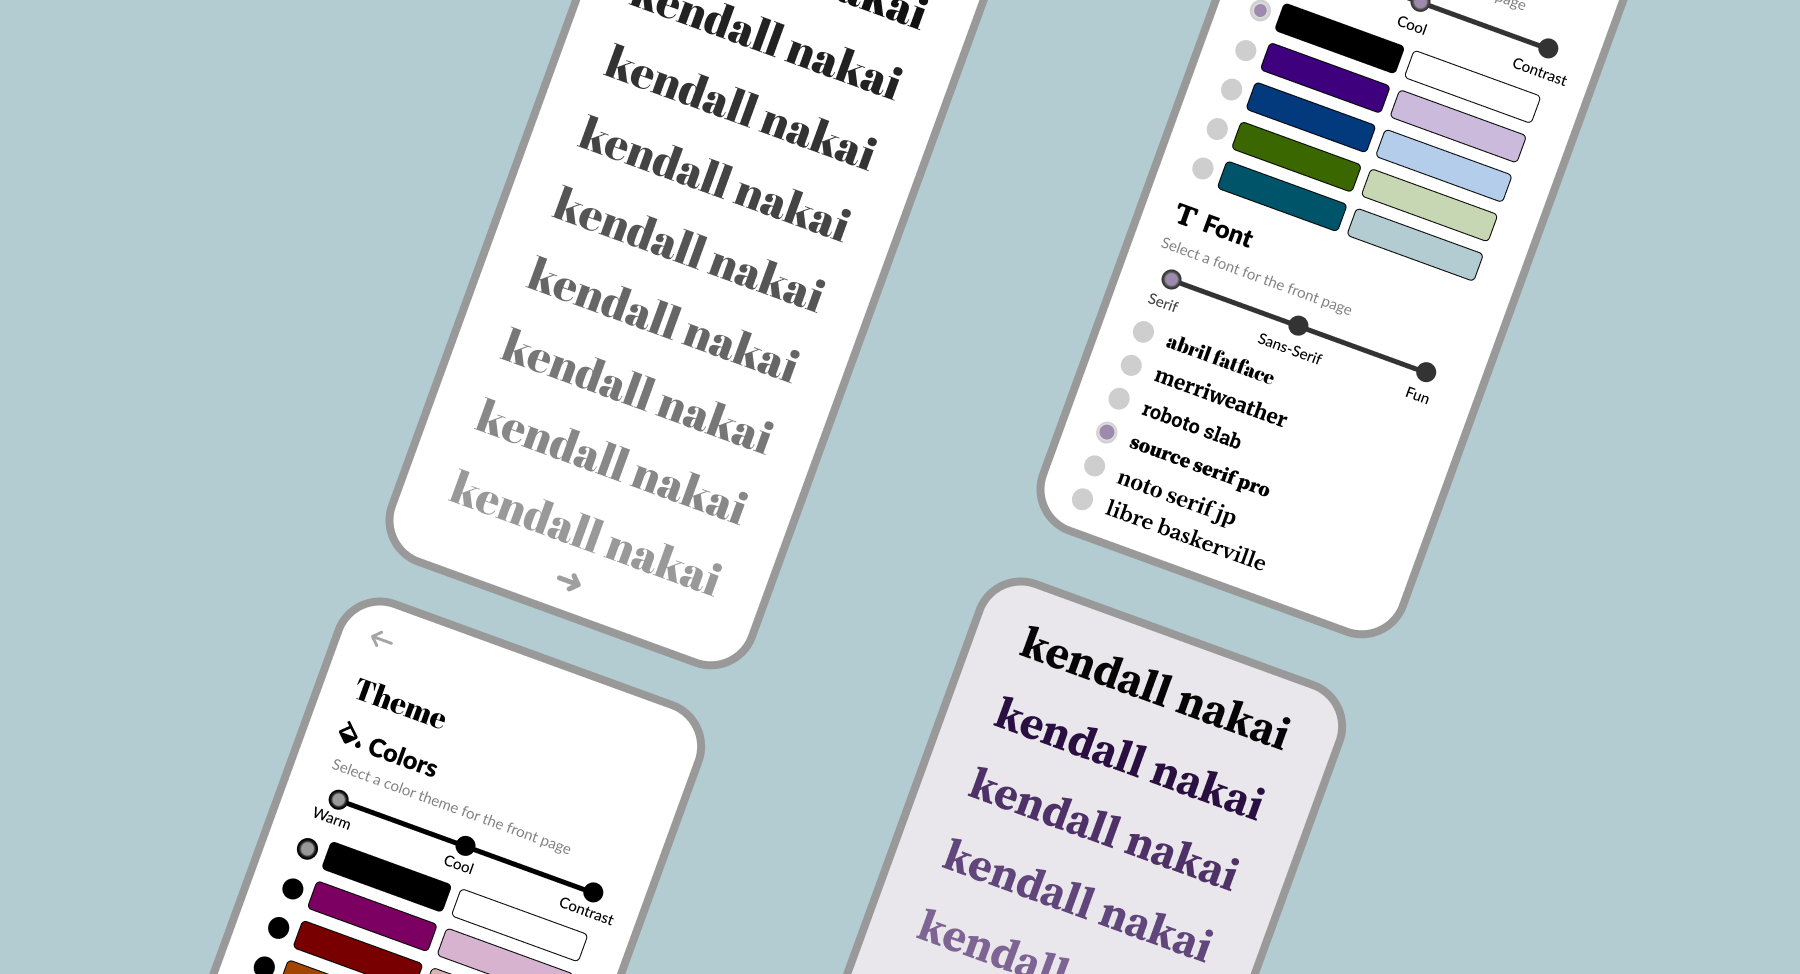 nakai
kendall nakai
kendall nakai
kendall nakai
kendall nakai
kendall nakai
kendall nakai
kendall nakai
kendall nakai
page
Cool
Contrast
T Font
Select a font for the front page
Serif
Sans-Serif
Fun
abril fatface
merriweather
roboto slab
source serif pro
noto serif jp
libre baskerville
Theme
Colors
Select a color theme for the front page
Warm
Cool
Contrast
kendall nakai
kendall nakai
kendall nakai
kendall nakai
kendall